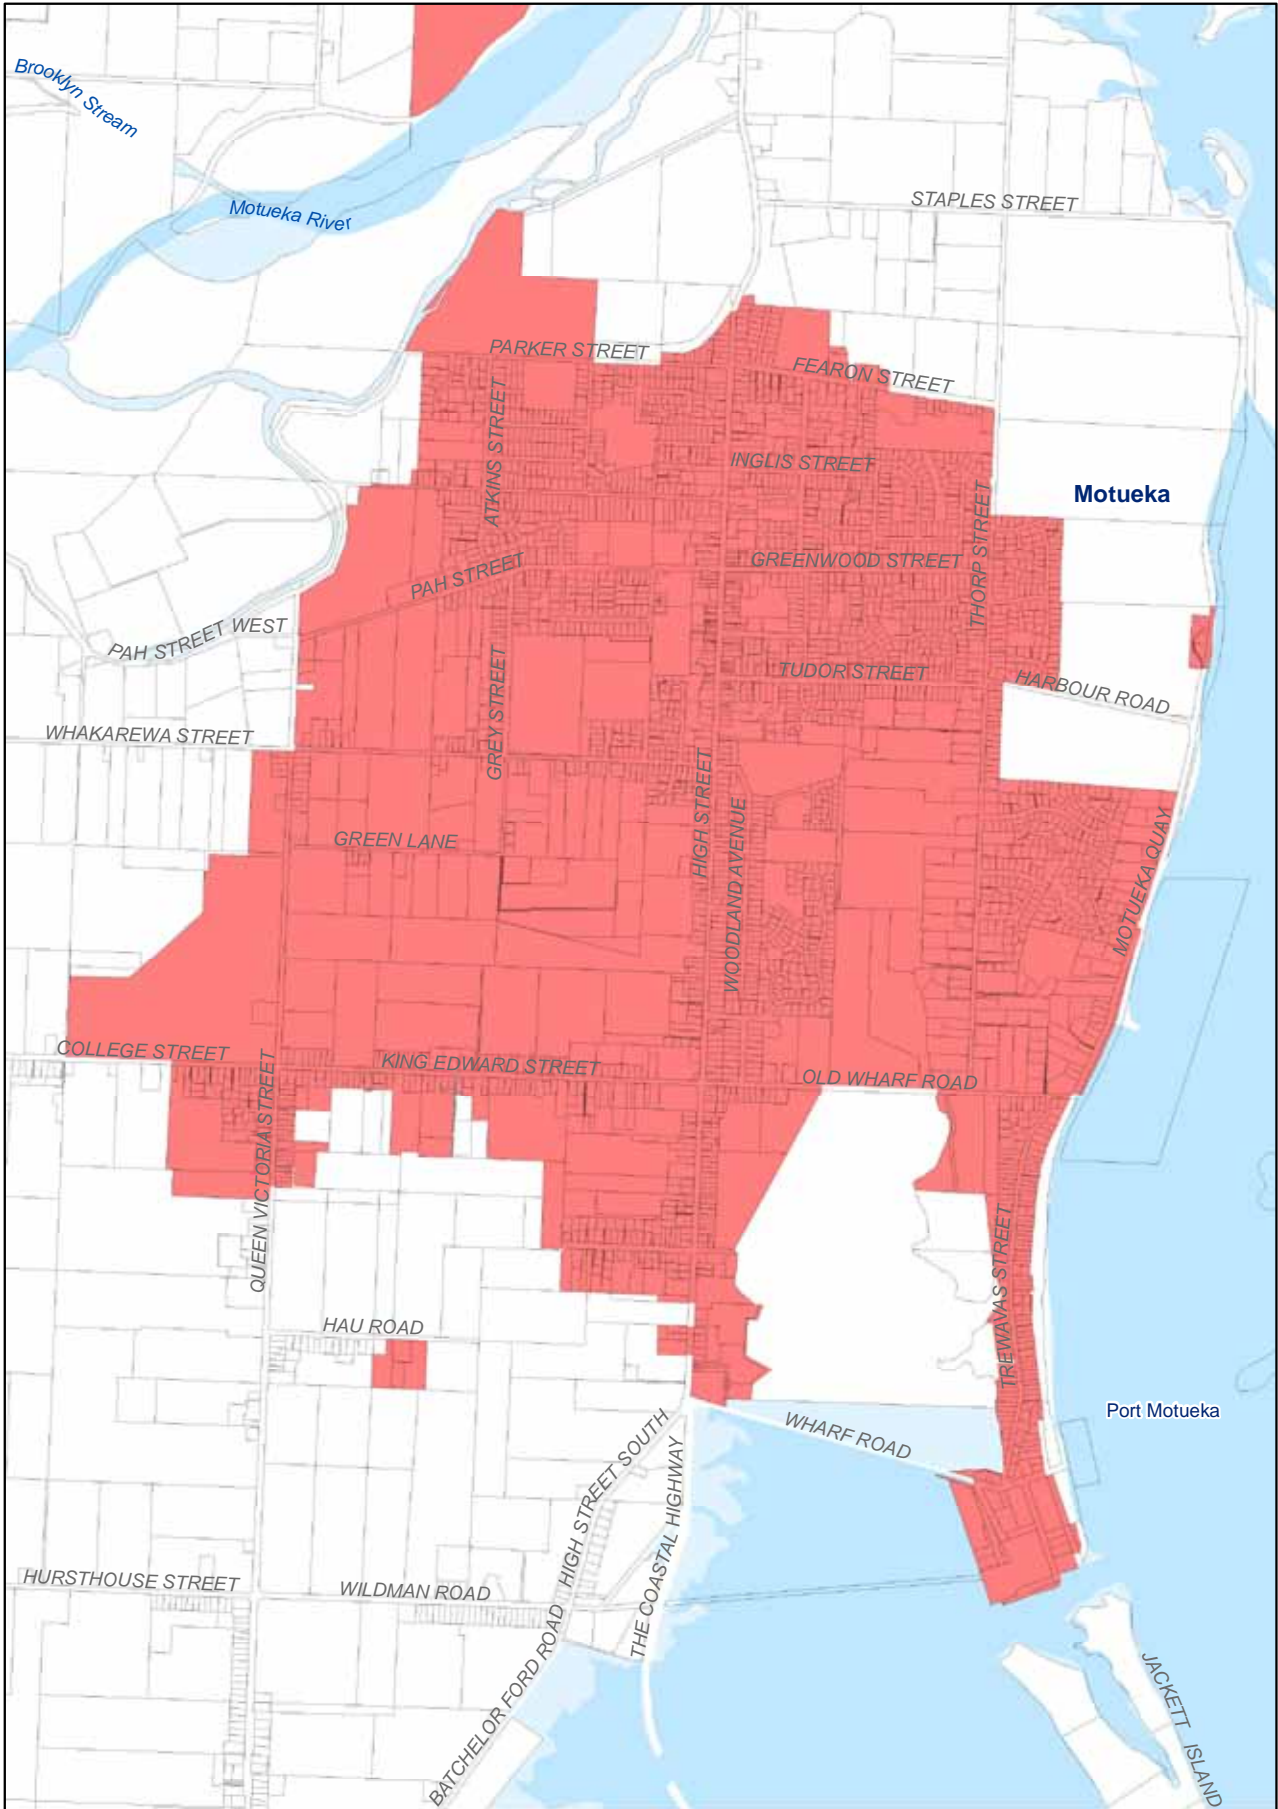 Brooklyn Stream
Motueka River
STAPLES STREET
PARKER STREET
FEARON STREET
ATKINS STREET
INGLIS STREET
Motueka
THORP STREET
GREENWOOD STREET
PAH STREET
PAH STREET WEST
TUDOR STREET
HARBOUR ROAD
GREY STREET
WHAKAREWA STREET
HIGH STREET
WOODLAND AVENUE
MOTUEKA QUAY
GREEN LANE
COLLEGE STREET
KING EDWARD STREET
OLD WHARF ROAD
QUEEN VICTORIA STREET
TREWAVAS STREET
HAU ROAD
Port Motueka
WHARF ROAD
HIGH STREET SOUTH
THE COASTAL HIGHWAY
HURSTHOUSE STREET
WILDMAN ROAD
BATCHELOR FORD ROAD
JACKETT ISLAND